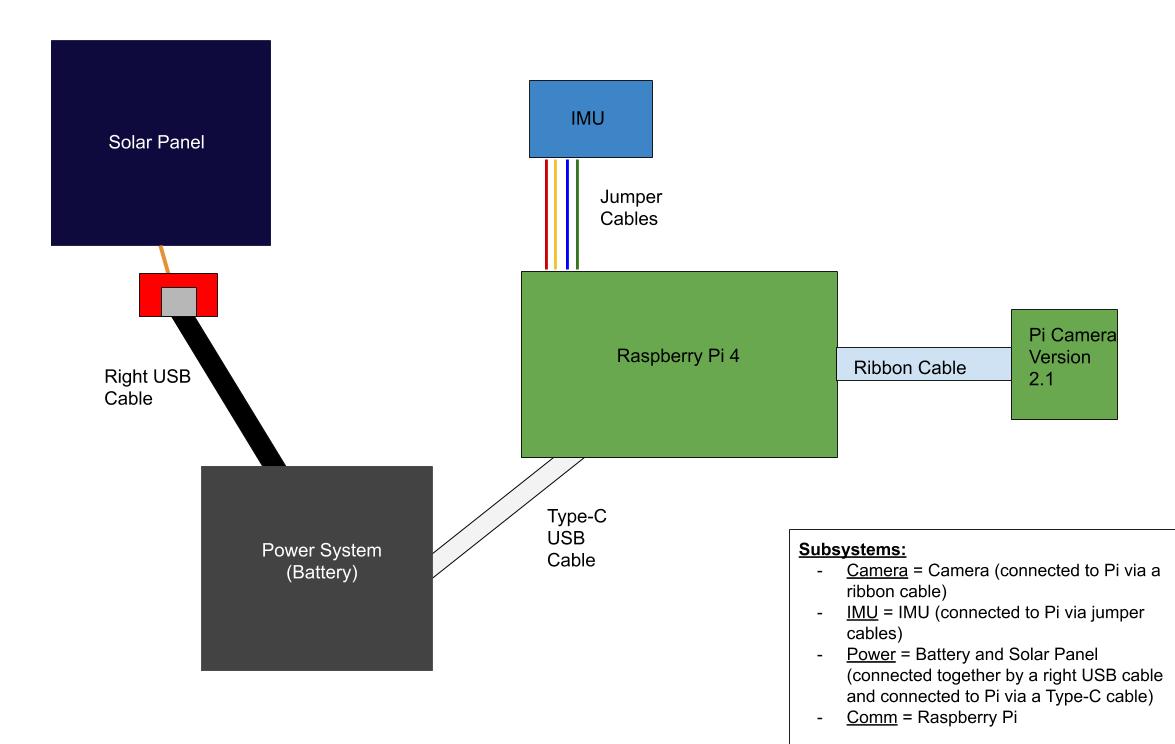 Solar Panel
IMU
Jumper
Cables
Raspberry Pi 4
Ribbon Cable
Pi Camera
Version
2.1
Right USB
Cable
Power System
(Battery)
Type-C
USB
Cable
Subsystems:
- Camera = Camera (connected to Pi via a
ribbon cable)
- IMU = IMU (connected to Pi via jumper
cables)
- Power = Battery and Solar Panel
(connected together by a right USB cable
and connected to Pi via a Type-C cable)
- Comm = Raspberry Pi